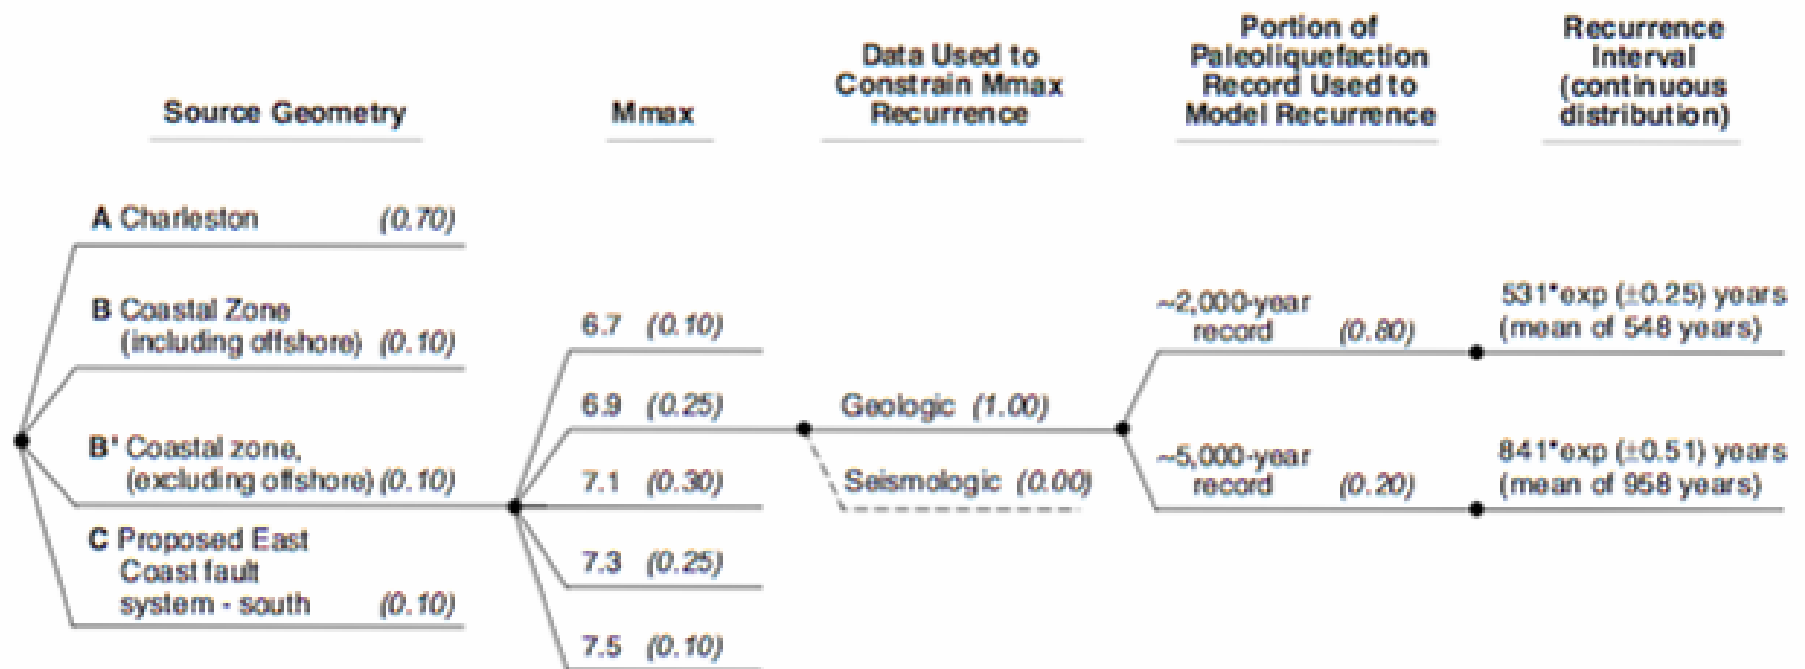 Source Geometry
Mmax
Data Used to
Constrain Mmax
Recurrence
Portion of
Paleoliquefaction
Record Used to
Model Recurrence
Recurrence
Interval
(continuous
distribution)
A Charleston (0.70)
B Coastal Zone
(including offshore) (0.10)
B' Coastal zone,
(excluding offshore) (0.10)
C Proposed East
Coast fault
system - south (0.10)
6.7 (0.10)
6.9 (0.25)
7.1 (0.30)
7.3 (0.25)
7.5 (0.10)
Geologic (1.00)
Seismologic (0.00)
~2,000-year
record (0.80)
~5,000-year
record (0.20)
531*exp (±0.25) years
(mean of 548 years)
841*exp (±0.51) years
(mean of 958 years)